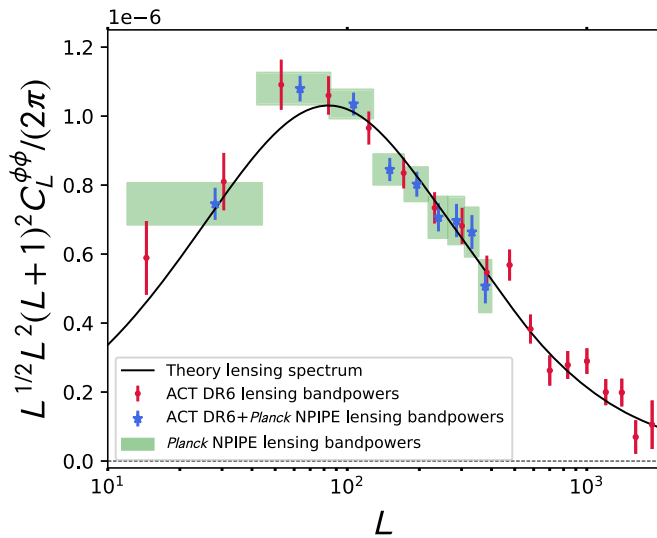 1e−6
1.2
1.0
0.8
0.6
0.4
0.2
0.0
L^{1/2}L^2(L+1)^2C_L^{ϕϕ}/(2π)
Theory lensing spectrum
ACT DR6 lensing bandpowers
ACT DR6+Planck NPIPE lensing bandpowers
Planck NPIPE lensing bandpowers
10^1 10^2 10^3
L